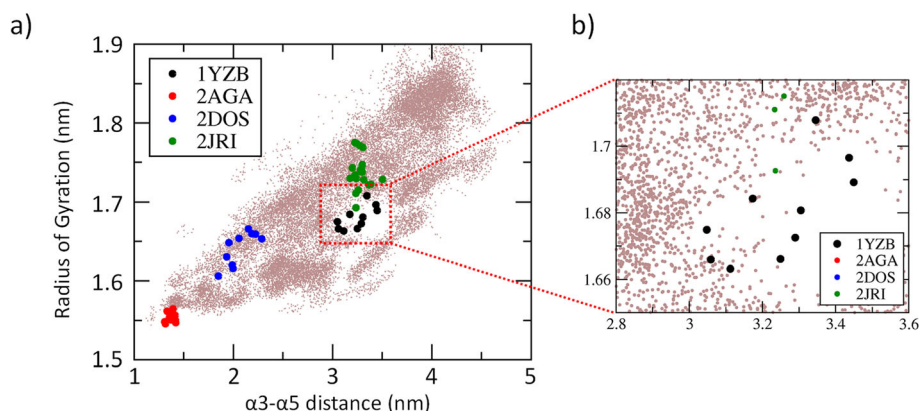 a)
1.9
1.8
1.7
1.6
1.5
Radius of Gyration (nm)
1YZB
2AGA
2DOS
2JRI
1
2
3
4
5
α3-α5 distance (nm)
b)
1.7
1.68
1.66
1YZB
2AGA
2DOS
2JRI
2.8
3
3.2
3.4
3.6